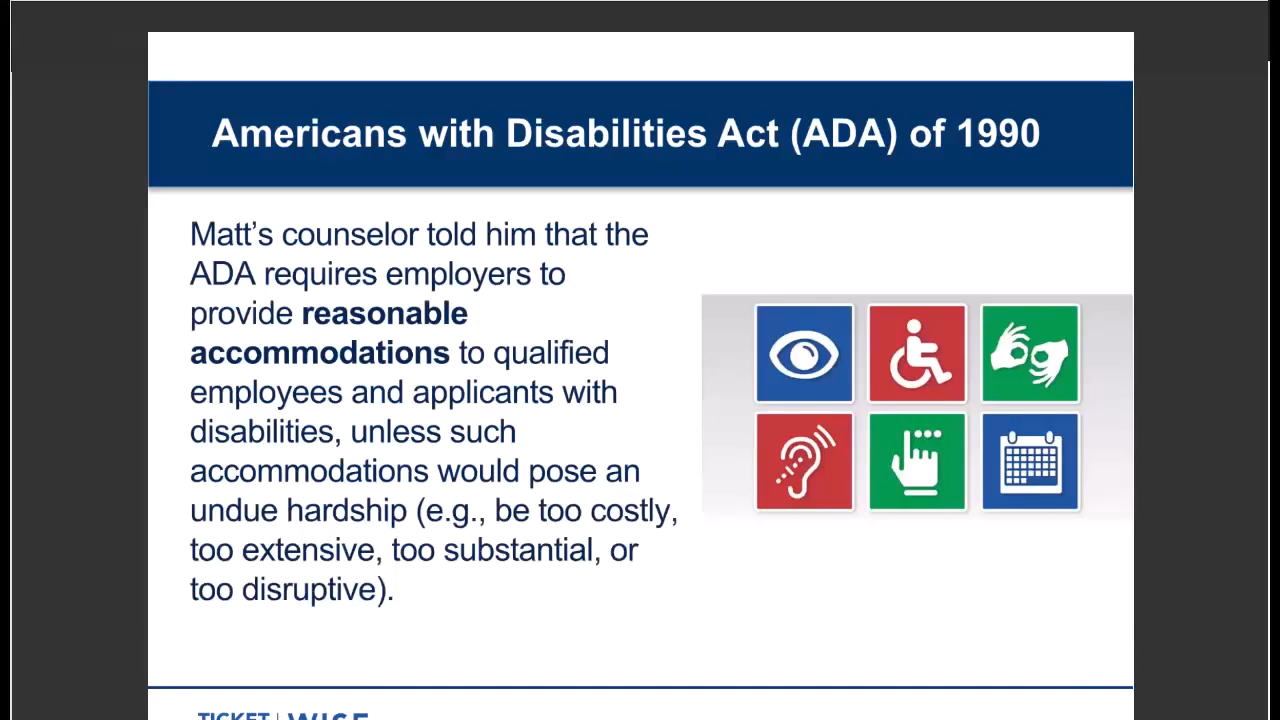 Americans with Disabilities Act (ADA) of 1990
Matt’s counselor told him that the
ADA requires employers to
provide reasonable
accommodations to qualified
employees and applicants with
disabilities, unless such
accommodations would pose an
undue hardship (e.g., be too costly,
too extensive, too substantial, or
too disruptive).
TICKET | WISE